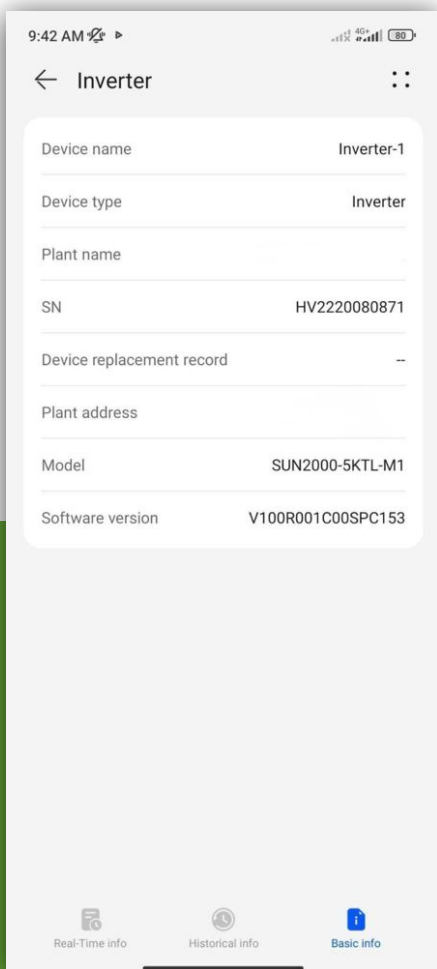 9:42 AM 4G+ 80
Inverter
Device name Inverter-1
Device type Inverter
Plant name
SN HV2220080871
Device replacement record --
Plant address
Model SUN2000-5KTL-M1
Software version V100R001C00SPC153
Real-Time info Historical info Basic info